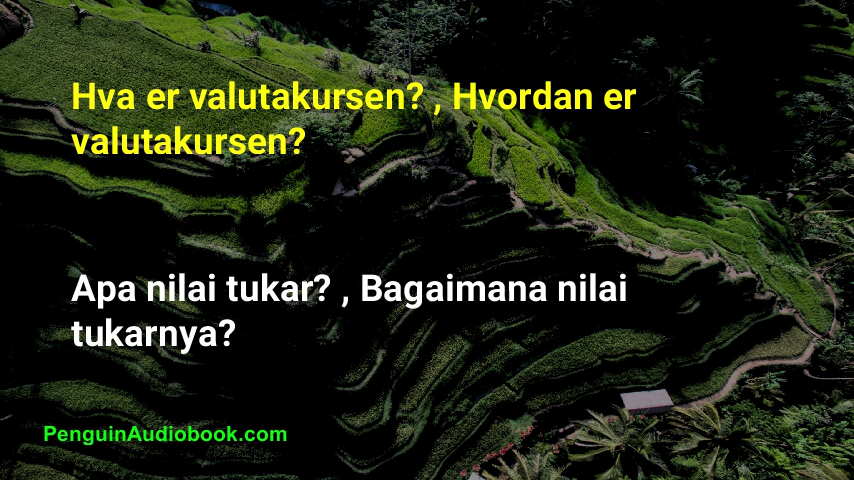 Hva er valutakursen? , Hvordan er
valutakursen?
Apa nilai tukar? , Bagaimana nilai
tukarnya?
PenguinAudiobook.com